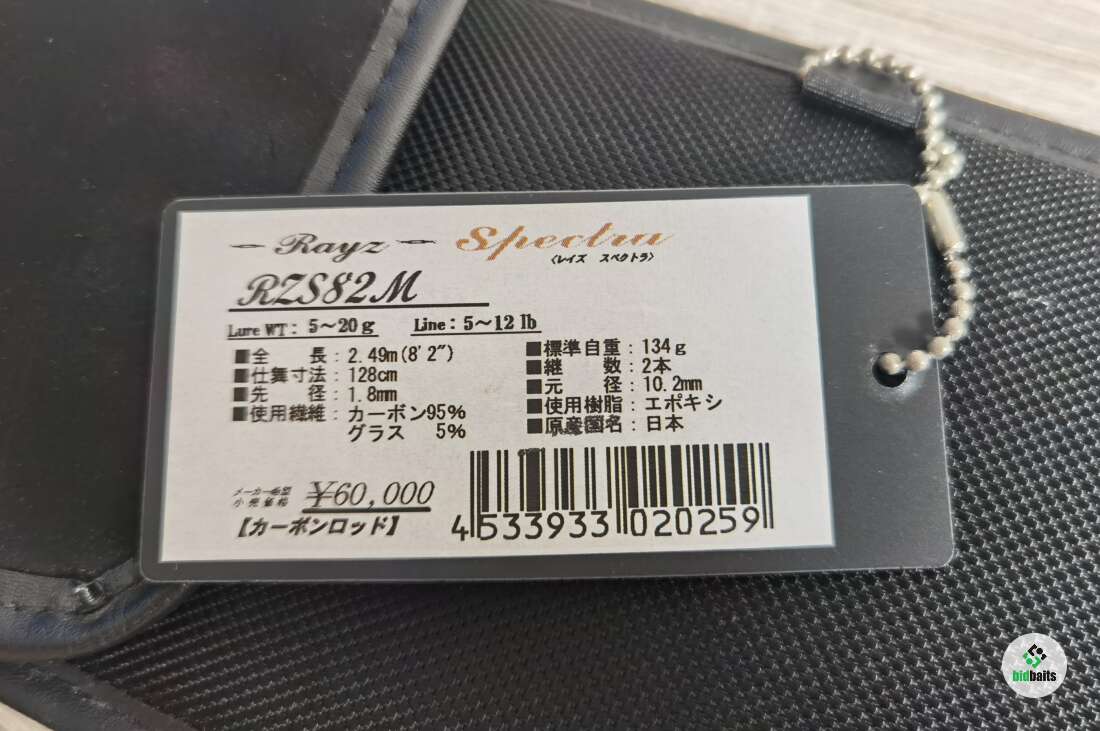 Rayz Spectra
〈レイズ スペクトラ〉
RZS82M
Lure WT: 5～20g Line: 5～12 lb
■全 長：2.49m(8'2") ■標準自重：134g
■仕舞寸法：128cm ■継 数：2本
■先 径：1.8mm ■元 径：10.2mm
■使用繊維：カーボン95% ■使用樹脂：エポキシ
グラス 5% ■原産国名：日本
メーカー希望
小売価格 ¥60,000
【カーボンロッド】
4 533933 020259
bidbaits